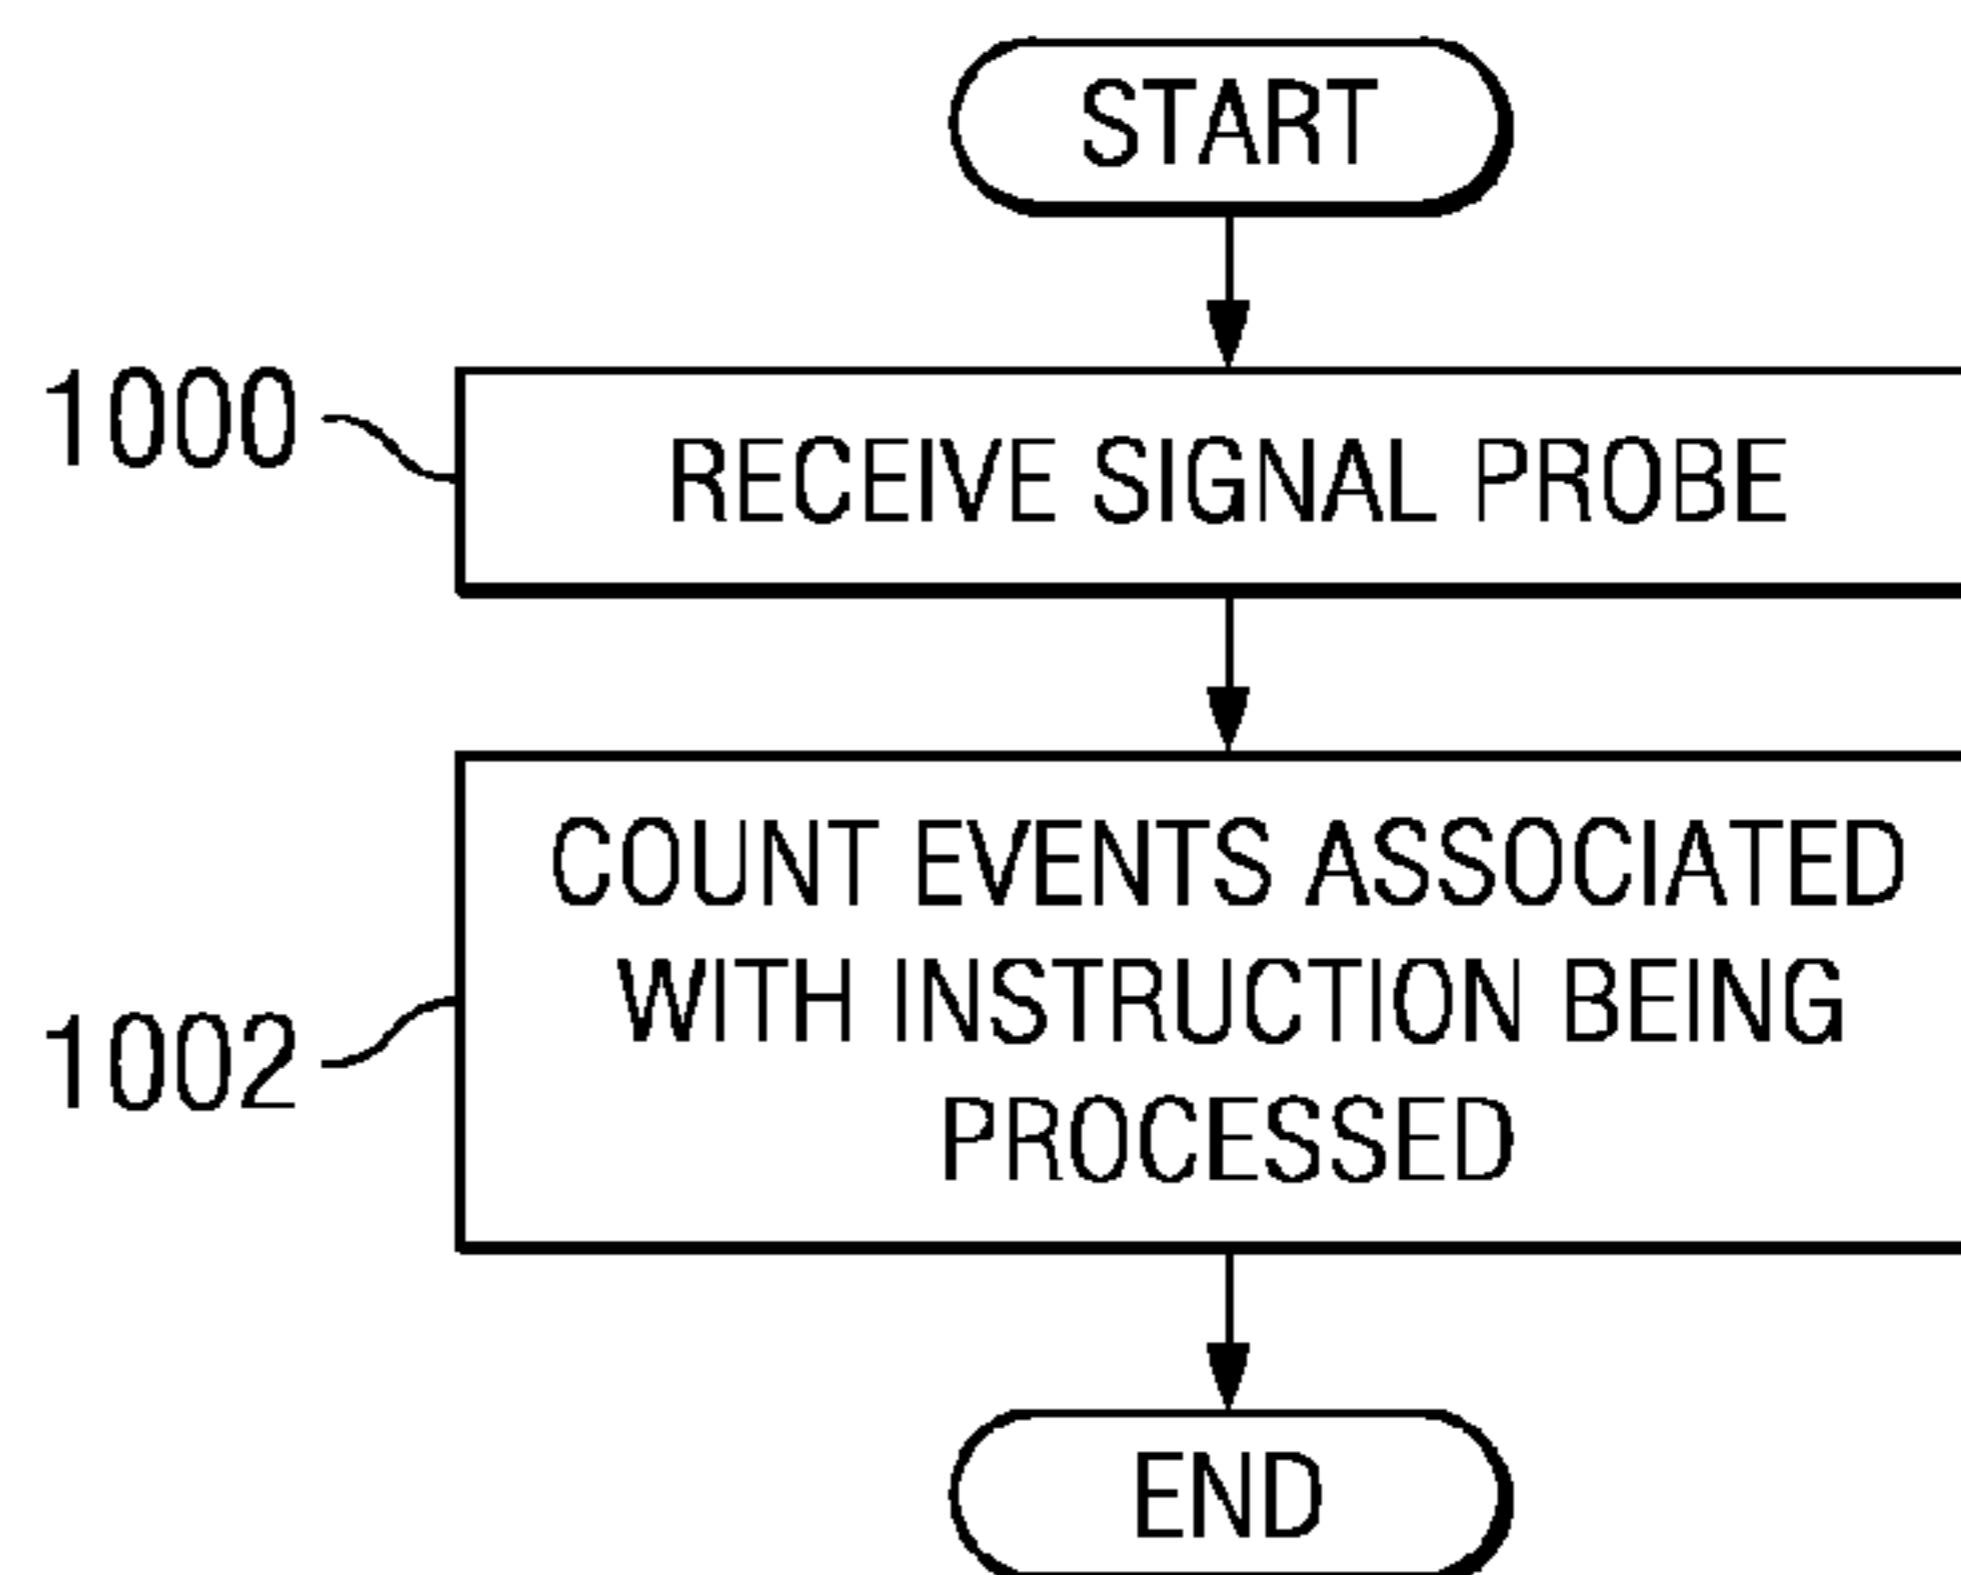 START
1000
RECEIVE SIGNAL PROBE
COUNT EVENTS ASSOCIATED
WITH INSTRUCTION BEING
1002
PROCESSED
END